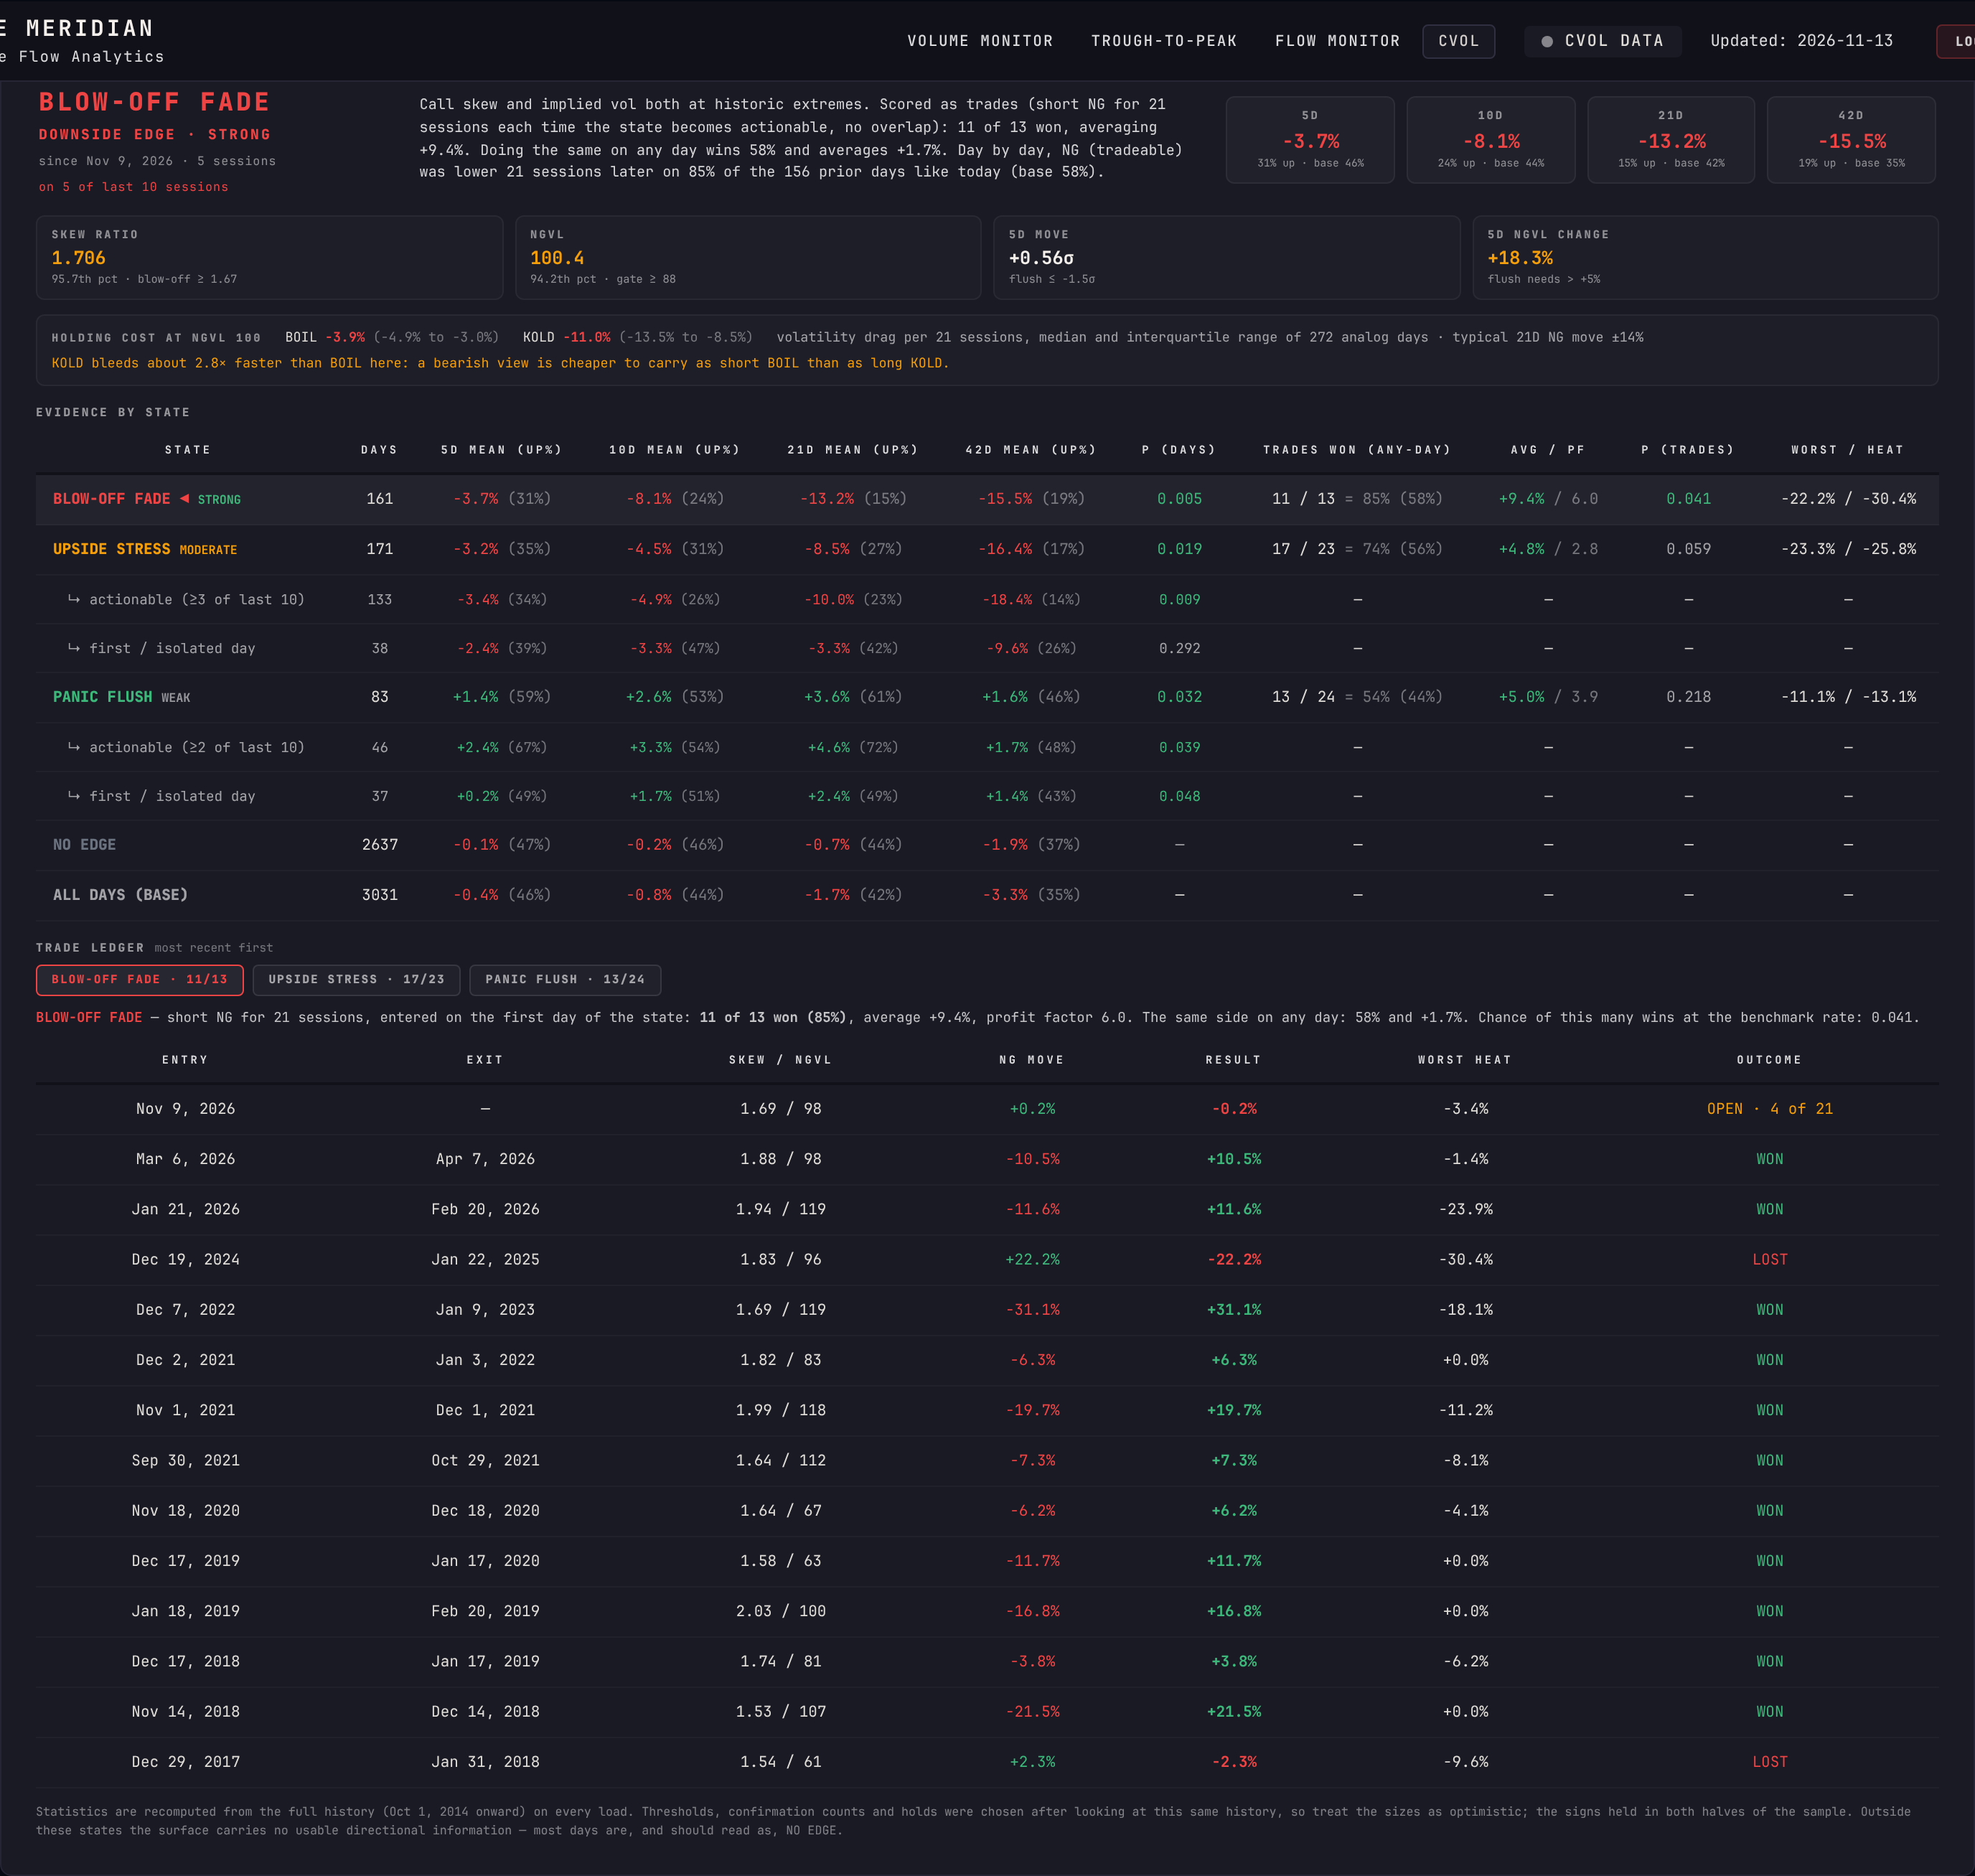 E MERIDIAN
e Flow Analytics
VOLUME MONITOR TROUGH-TO-PEAK FLOW MONITOR CVOL CVOL DATA Updated: 2026-11-13
BLOW-OFF FADE
DOWNSIDE EDGE · STRONG
since Nov 9, 2026 · 5 sessions
on 5 of last 10 sessions
Call skew and implied vol both at historic extremes. Scored as trades (short NG for 21
sessions each time the state becomes actionable, no overlap): 11 of 13 won, averaging
+9.4%. Doing the same on any day wins 58% and averages +1.7%. Day by day, NG (tradeable)
was lower 21 sessions later on 85% of the 156 prior days like today (base 58%).
5D
-3.7%
31% up · base 46%
10D
-8.1%
24% up · base 44%
21D
-13.2%
15% up · base 42%
42D
-15.5%
19% up · base 35%
SKEW RATIO
1.706
95.7th pct · blow-off ≥ 1.67
NGVL
100.4
94.2th pct · gate ≥ 88
5D MOVE
+0.56σ
flush ≤ -1.5σ
5D NGVL CHANGE
+18.3%
flush needs > +5%
HOLDING COST AT NGVL 100 BOIL -3.9% (-4.9% to -3.0%) KOLD -11.0% (-13.5% to -8.5%) volatility drag per 21 sessions, median and interquartile range of 272 analog days · typical 21D NG move ±14%
KOLD bleeds about 2.8× faster than BOIL here: a bearish view is cheaper to carry as short BOIL than as long KOLD.
EVIDENCE BY STATE
STATE DAYS 5D MEAN (UP%) 10D MEAN (UP%) 21D MEAN (UP%) 42D MEAN (UP%) P (DAYS) TRADES WON (ANY-DAY) AVG / PF P (TRADES) WORST / HEAT
BLOW-OFF FADE ◄ STRONG 161 -3.7% (31%) -8.1% (24%) -13.2% (15%) -15.5% (19%) 0.005 11 / 13 = 85% (58%) +9.4% / 6.0 0.041 -22.2% / -30.4%
UPSIDE STRESS MODERATE 171 -3.2% (35%) -4.5% (31%) -8.5% (27%) -16.4% (17%) 0.019 17 / 23 = 74% (56%) +4.8% / 2.8 0.059 -23.3% / -25.8%
↳ actionable (≥3 of last 10) 133 -3.4% (34%) -4.9% (26%) -10.0% (23%) -18.4% (14%) 0.009 — — — —
↳ first / isolated day 38 -2.4% (39%) -3.3% (47%) -3.3% (42%) -9.6% (26%) 0.292 — — — —
PANIC FLUSH WEAK 83 +1.4% (59%) +2.6% (53%) +3.6% (61%) +1.6% (46%) 0.032 13 / 24 = 54% (44%) +5.0% / 3.9 0.218 -11.1% / -13.1%
↳ actionable (≥2 of last 10) 46 +2.4% (67%) +3.3% (54%) +4.6% (72%) +1.7% (48%) 0.039 — — — —
↳ first / isolated day 37 +0.2% (49%) +1.7% (51%) +2.4% (49%) +1.4% (43%) 0.048 — — — —
NO EDGE 2637 -0.1% (47%) -0.2% (46%) -0.7% (44%) -1.9% (37%) — — — — —
ALL DAYS (BASE) 3031 -0.4% (46%) -0.8% (44%) -1.7% (42%) -3.3% (35%) — — — — —
TRADE LEDGER most recent first
BLOW-OFF FADE · 11/13 UPSIDE STRESS · 17/23 PANIC FLUSH · 13/24
BLOW-OFF FADE — short NG for 21 sessions, entered on the first day of the state: 11 of 13 won (85%), average +9.4%, profit factor 6.0. The same side on any day: 58% and +1.7%. Chance of this many wins at the benchmark rate: 0.041.
ENTRY EXIT SKEW / NGVL NG MOVE RESULT WORST HEAT OUTCOME
Nov 9, 2026 — 1.69 / 98 +0.2% -0.2% -3.4% OPEN · 4 of 21
Mar 6, 2026 Apr 7, 2026 1.88 / 98 -10.5% +10.5% -1.4% WON
Jan 21, 2026 Feb 20, 2026 1.94 / 119 -11.6% +11.6% -23.9% WON
Dec 19, 2024 Jan 22, 2025 1.83 / 96 +22.2% -22.2% -30.4% LOST
Dec 7, 2022 Jan 9, 2023 1.69 / 119 -31.1% +31.1% -18.1% WON
Dec 2, 2021 Jan 3, 2022 1.82 / 83 -6.3% +6.3% +0.0% WON
Nov 1, 2021 Dec 1, 2021 1.99 / 118 -19.7% +19.7% -11.2% WON
Sep 30, 2021 Oct 29, 2021 1.64 / 112 -7.3% +7.3% -8.1% WON
Nov 18, 2020 Dec 18, 2020 1.64 / 67 -6.2% +6.2% -4.1% WON
Dec 17, 2019 Jan 17, 2020 1.58 / 63 -11.7% +11.7% +0.0% WON
Jan 18, 2019 Feb 20, 2019 2.03 / 100 -16.8% +16.8% +0.0% WON
Dec 17, 2018 Jan 17, 2019 1.74 / 81 -3.8% +3.8% -6.2% WON
Nov 14, 2018 Dec 14, 2018 1.53 / 107 -21.5% +21.5% +0.0% WON
Dec 29, 2017 Jan 31, 2018 1.54 / 61 +2.3% -2.3% -9.6% LOST
Statistics are recomputed from the full history (Oct 1, 2014 onward) on every load. Thresholds, confirmation counts and holds were chosen after looking at this same history, so treat the sizes as optimistic; the signs held in both halves of the sample. Outside
these states the surface carries no usable directional information — most days are, and should read as, NO EDGE.